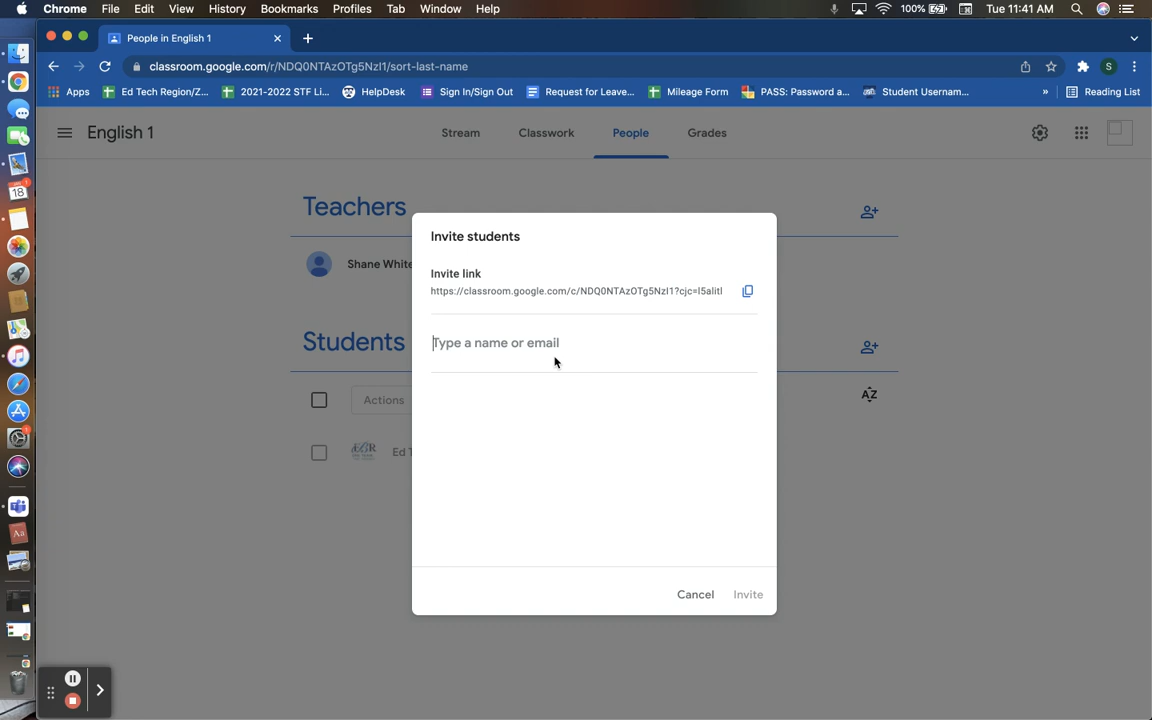 Chrome File Edit View History Bookmarks Profiles Tab Window Help 100% Tue 11:41 AM
People in English 1
classroom.google.com/r/NDQ0NTAzOTg5NzI1/sort-last-name
Apps Ed Tech Region/Z... 2021-2022 STF Li... HelpDesk Sign In/Sign Out Request for Leave... Mileage Form PASS: Password a... Student Usernam... » Reading List
English 1 Stream Classwork People Grades
Teachers
Shane White
Students
Actions
AZ
Ed T
Invite students
Invite link
https://classroom.google.com/c/NDQ0NTAzOTg5NzI1?cjc=l5alitl
Type a name or email
Cancel Invite
18
Aa
S